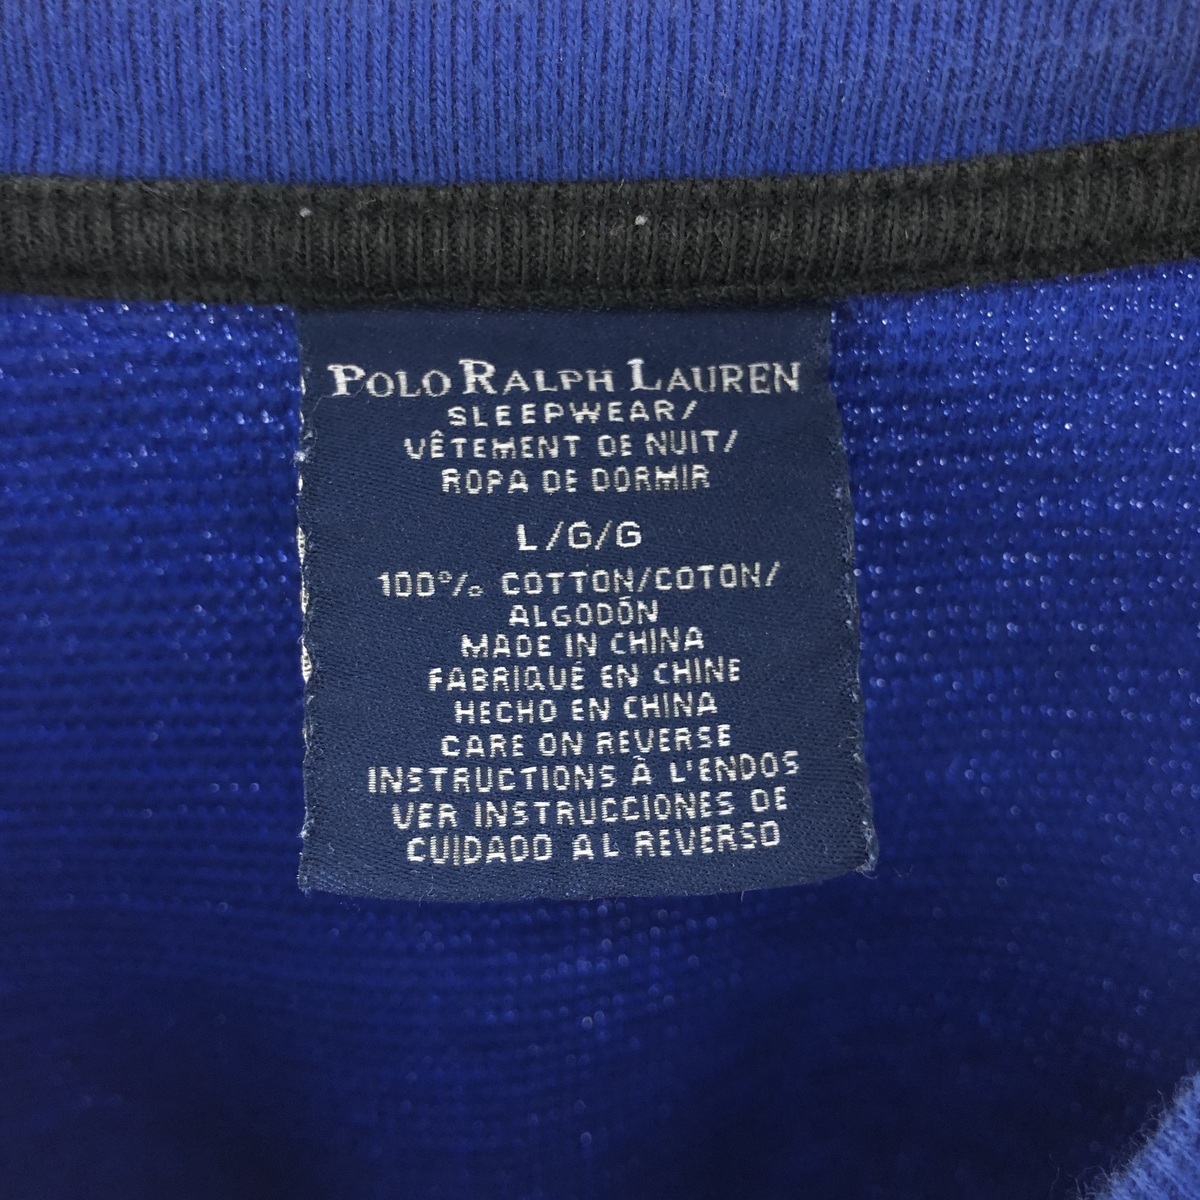 POLO RALPH LAUREN
SLEEPWEAR/
VÊTEMENT DE NUIT/
ROPA DE DORMIR
L/G/G
100% COTTON/COTON/
ALGODÓN
MADE IN CHINA
FABRIQUÉ EN CHINE
HECHO EN CHINA
CARE ON REVERSE
INSTRUCTIONS À L'ENDOS
VER INSTRUCCIONES DE
CUIDADO AL REVERSO